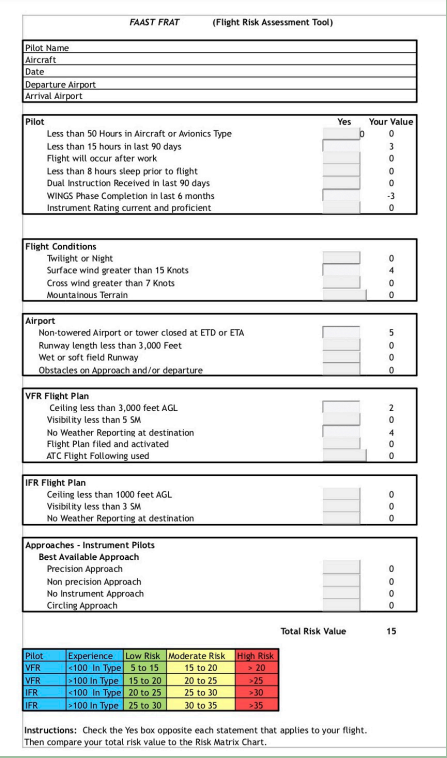 FAAST FRAT (Flight Risk Assessment Tool)
Pilot Name
Aircraft
Date
Departure Airport
Arrival Airport
Pilot Yes Your Value
Less than 50 Hours in Aircraft or Avionics Type 0 0
Less than 15 hours in last 90 days 3
Flight will occur after work 0
Less than 8 hours sleep prior to flight 0
Dual Instruction Received in last 90 days 0
WINGS Phase Completion in last 6 months -3
Instrument Rating current and proficient 0
Flight Conditions
Twilight or Night 0
Surface wind greater than 15 Knots 4
Cross wind greater than 7 Knots 0
Mountainous Terrain 0
Airport
Non-towered Airport or tower closed at ETD or ETA 5
Runway length less than 3,000 Feet 0
Wet or soft field Runway 0
Obstacles on Approach and/or departure 0
VFR Flight Plan
Ceiling less than 3,000 feet AGL 2
Visibility less than 5 SM 0
No Weather Reporting at destination 4
Flight Plan filed and activated 0
ATC Flight Following used 0
IFR Flight Plan
Ceiling less than 1000 feet AGL 0
Visibility less than 3 SM 0
No Weather Reporting at destination 0
Approaches - Instrument Pilots
Best Available Approach
Precision Approach 0
Non precision Approach 0
No Instrument Approach 0
Circling Approach 0
Total Risk Value 15
Pilot Experience Low Risk Moderate Risk High Risk
VFR <100 In Type 5 to 15 15 to 20 > 20
VFR >100 In Type 15 to 20 20 to 25 >25
IFR <100 In Type 20 to 25 25 to 30 >30
IFR >100 In Type 25 to 30 30 to 35 >35
Instructions: Check the Yes box opposite each statement that applies to your flight.
Then compare your total risk value to the Risk Matrix Chart.